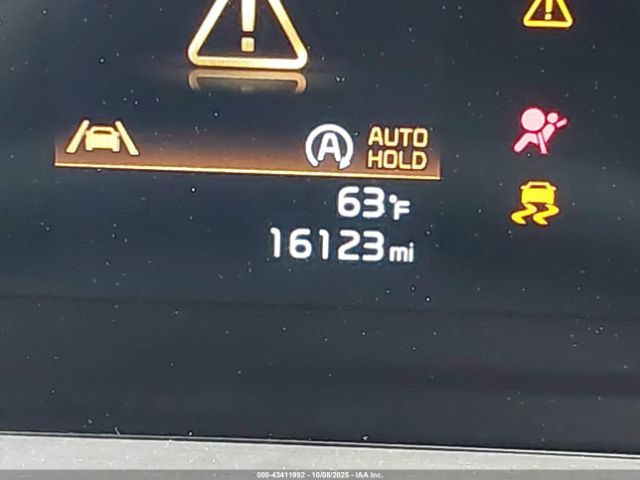 A AUTO
HOLD
63°F
16123 mi
000-43411992 - 10/08/2025 - IAA Inc.